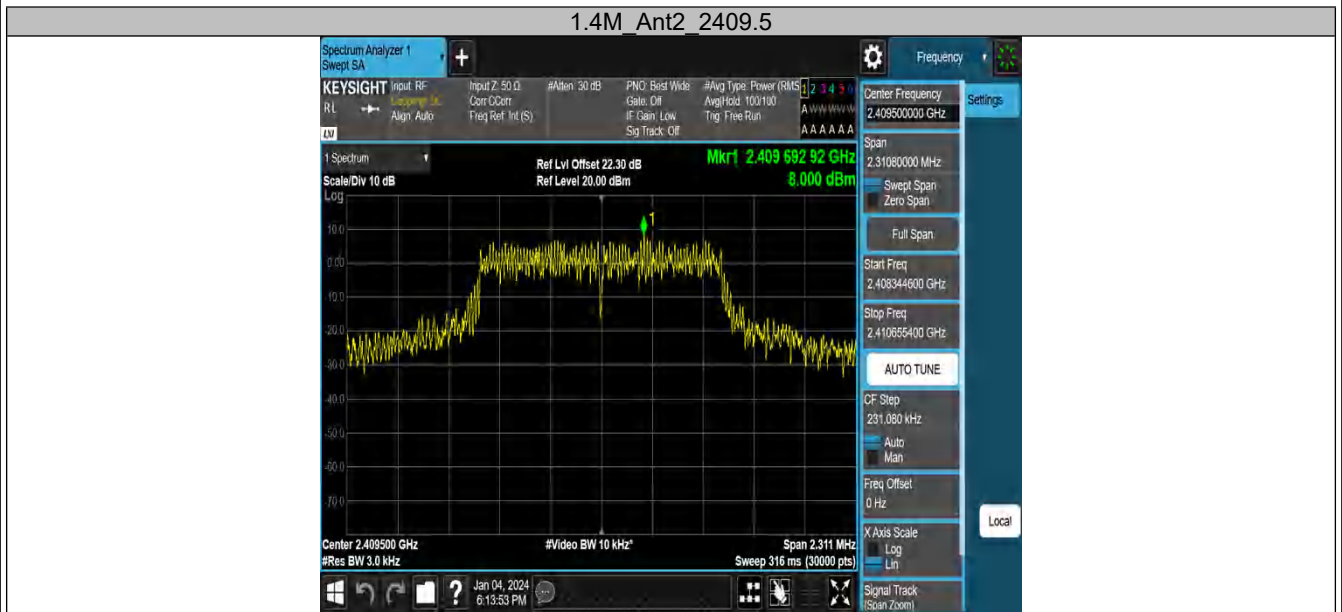 1.4M_Ant2_2409.5
Spectrum Analyzer 1
Swept SA
+
Frequency
KEYSIGHT
RL
LXI
Input: RF
Coupling: DC
Align: Auto
Input Z: 50 Ω
Corr CCorr
Freq Ref: Int (S)
#Atten: 30 dB
PNO: Best Wide
Gate: Off
IF Gain: Low
Sig Track: Off
#Avg Type: Power (RMS
Avg|Hold: 100/100
Trig: Free Run
1 2 3 4 5 6
A W W W W W
A A A A A A
Center Frequency
2.409500000 GHz
Settings
Span
2.31080000 MHz
Swept Span
Zero Span
Full Span
Start Freq
2.408344600 GHz
Stop Freq
2.410655400 GHz
AUTO TUNE
CF Step
231.080 kHz
Auto
Man
Freq Offset
0 Hz
X Axis Scale
Log
Lin
Signal Track
(Span Zoom)
Local
1 Spectrum
Scale/Div 10 dB
Log
Ref Lvl Offset 22.30 dB
Ref Level 20.00 dBm
Mkr1 2.409 692 92 GHz
8.000 dBm
1
10.0
0.00
-10.0
-20.0
-30.0
-40.0
-50.0
-60.0
-70.0
Center 2.409500 GHz
#Res BW 3.0 kHz
#Video BW 10 kHz*
Span 2.311 MHz
Sweep 316 ms (30000 pts)
?
Jan 04, 2024
6:13:53 PM